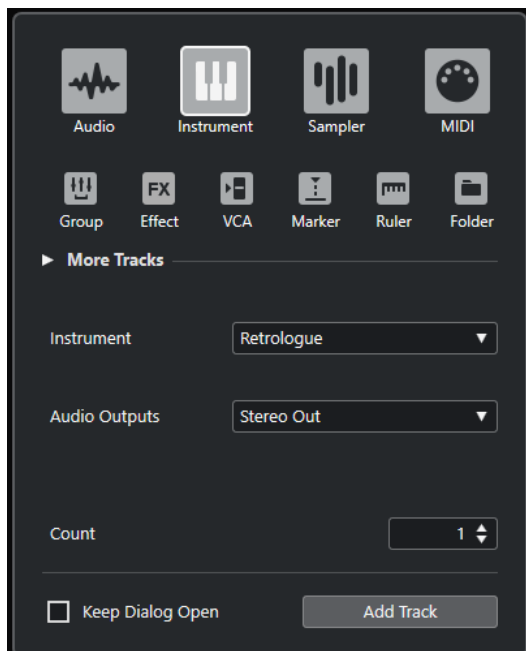 Audio Instrument Sampler MIDI
FX
Group Effect VCA Marker Ruler Folder
More Tracks
Instrument Retrologue
Audio Outputs Stereo Out
Count 1
Keep Dialog Open Add Track